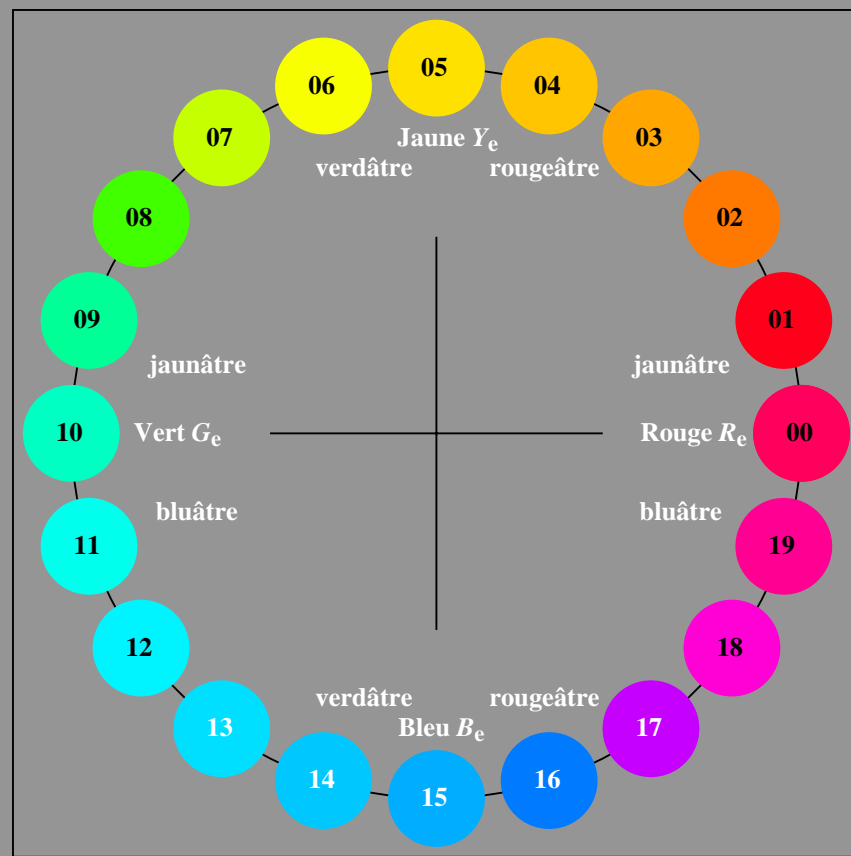 05
06 04
Jaune Ye
07 03
verdâtre rougeâtre
08 02
09 01
jaunâtre jaunâtre
10 Vert Ge Rouge Re 00
bluâtre bluâtre
11 19
12 18
verdâtre rougeâtre
13 Bleu Be 17
14 16
15